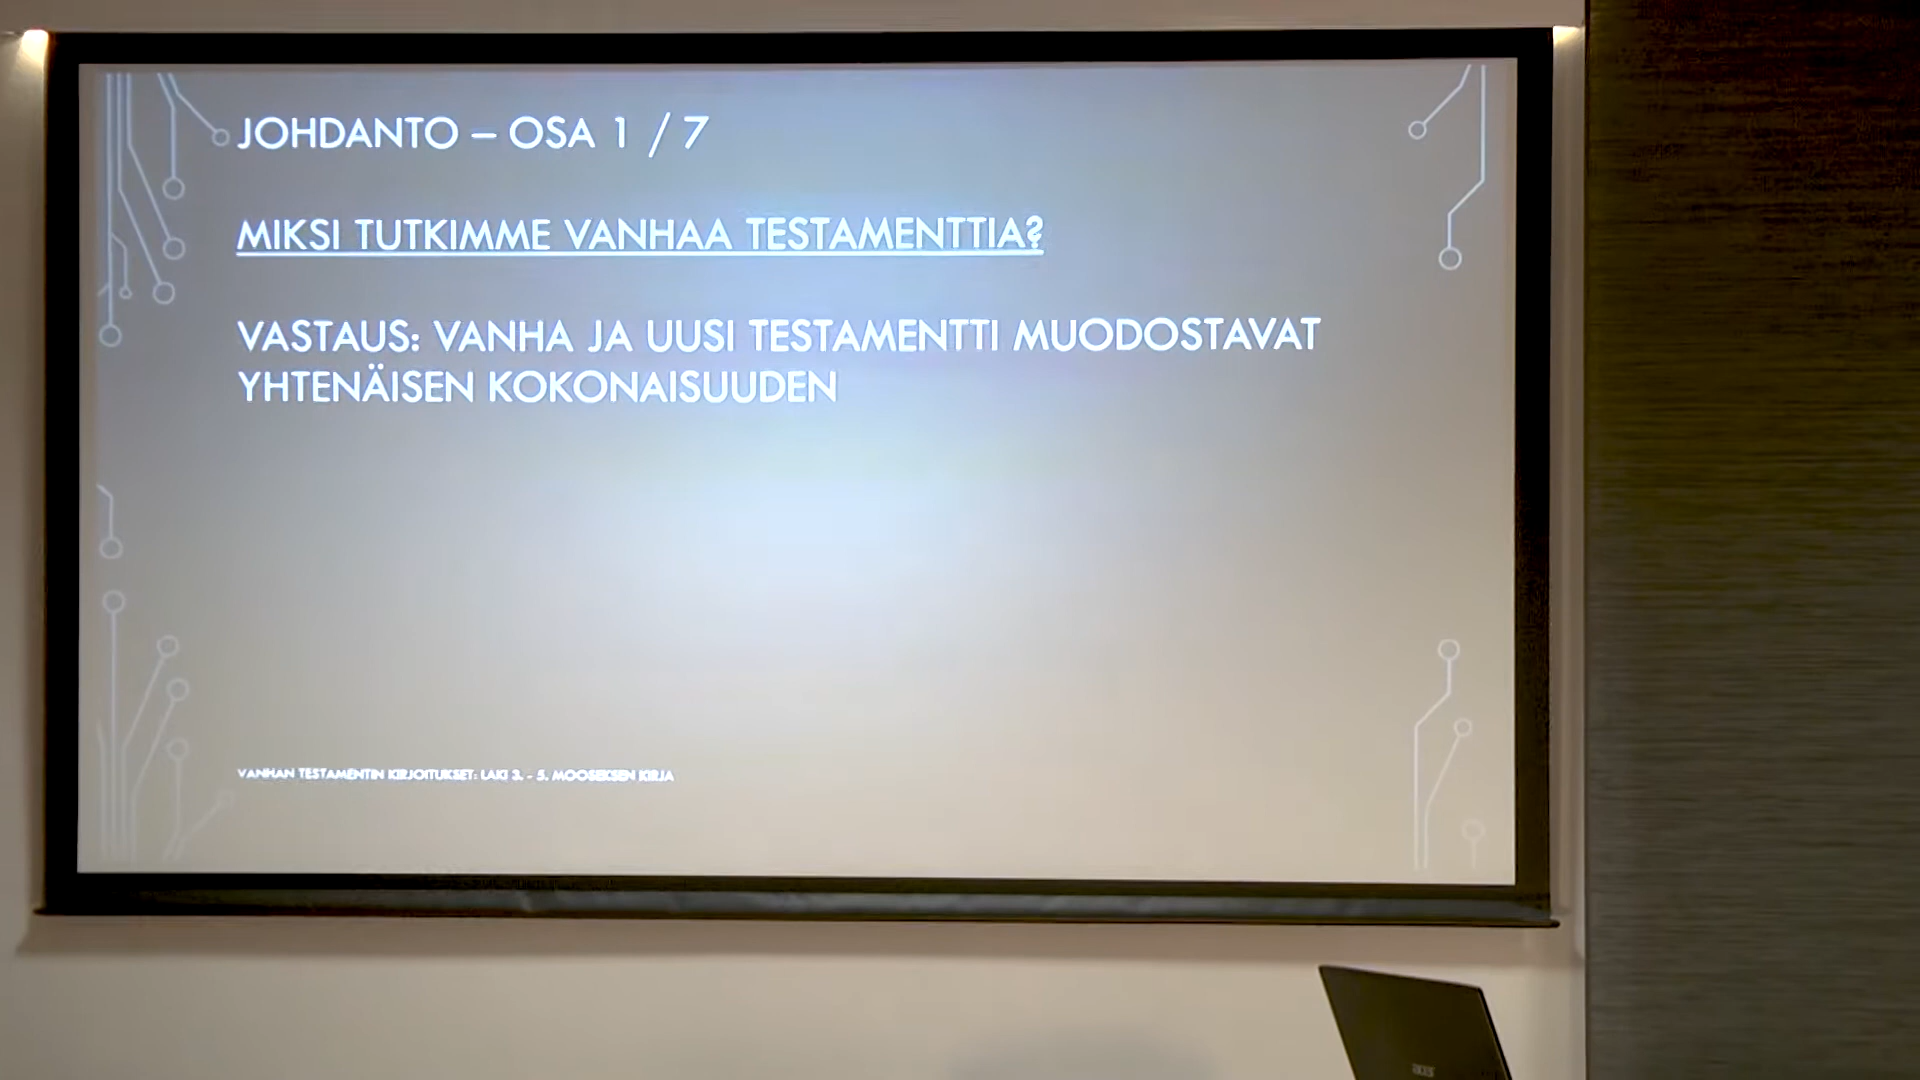 JOHDANTO – OSA 1 / 7
MIKSI TUTKIMME VANHAA TESTAMENTTIA?
VASTAUS: VANHA JA UUSI TESTAMENTTI MUODOSTAVAT
YHTENÄISEN KOKONAISUUDEN
VANHAN TESTAMENTIN KIRJOITUKSET: LAKI 3. - 5. MOOSEKSEN KIRJA
acer